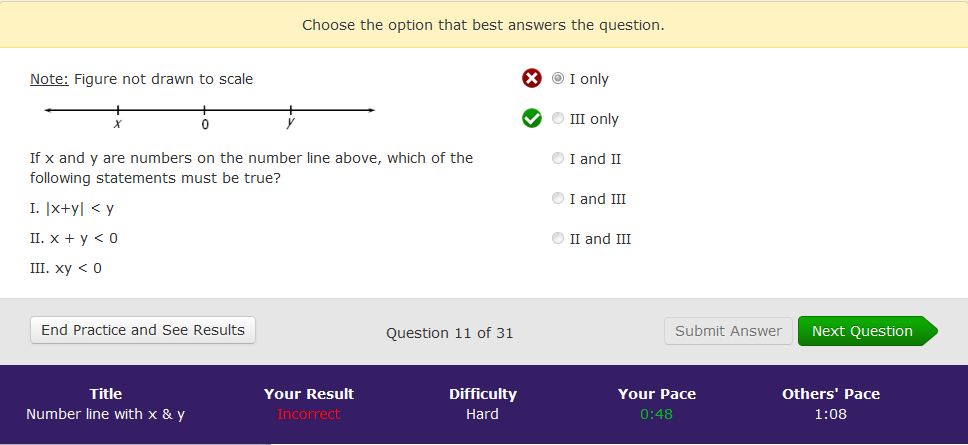 Choose the option that best answers the question.
Note: Figure not drawn to scale
x 0 y
If x and y are numbers on the number line above, which of the
following statements must be true?
I. |x+y| < y
II. x + y < 0
III. xy < 0
I only
III only
I and II
I and III
II and III
End Practice and See Results
Question 11 of 31
Submit Answer
Next Question
Title Your Result Difficulty Your Pace Others' Pace
Number line with x & y Incorrect Hard 0:48 1:08